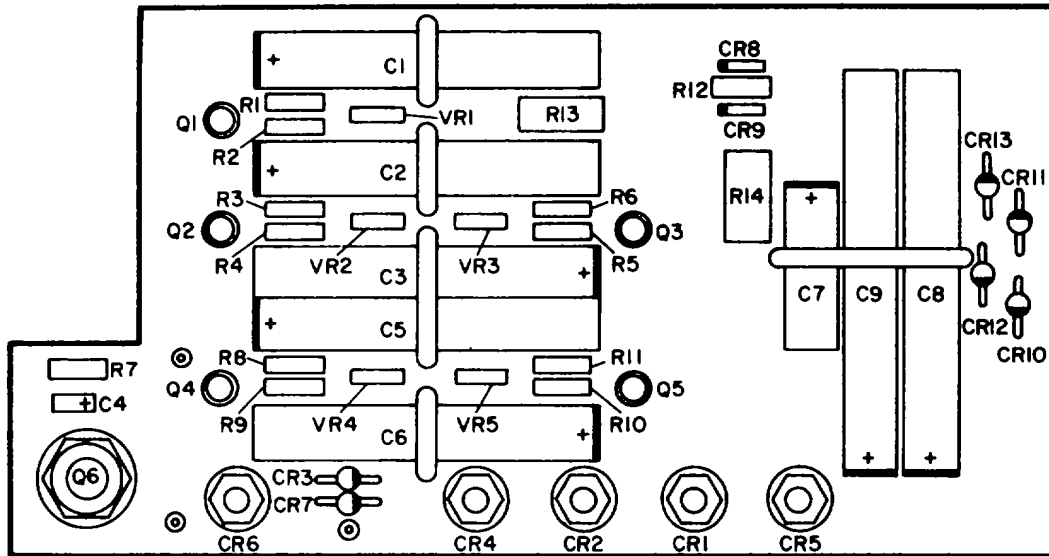 CR8
+ C1
R12
R1
Q1
VR1
R13
CR9
R2
CR13
+ C2
R14
CR11
R3
R6
+
Q2
Q3
R4
VR2
VR3
R5
C3 +
C7
C9
C8
+ C5
CR12
CR10
R8
R11
R7
Q4
Q5
+ C4
R9
VR4
VR5
R10
C6 +
+
+
Q6
CR3
CR7
CR6
CR4
CR2
CR1
CR5